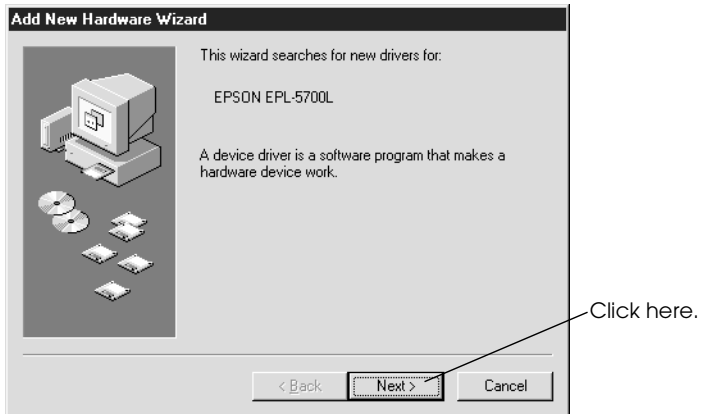 Add New Hardware Wizard
This wizard searches for new drivers for:
EPSON EPL-5700L
A device driver is a software program that makes a
hardware device work.
Click here.
< Back
Next >
Cancel